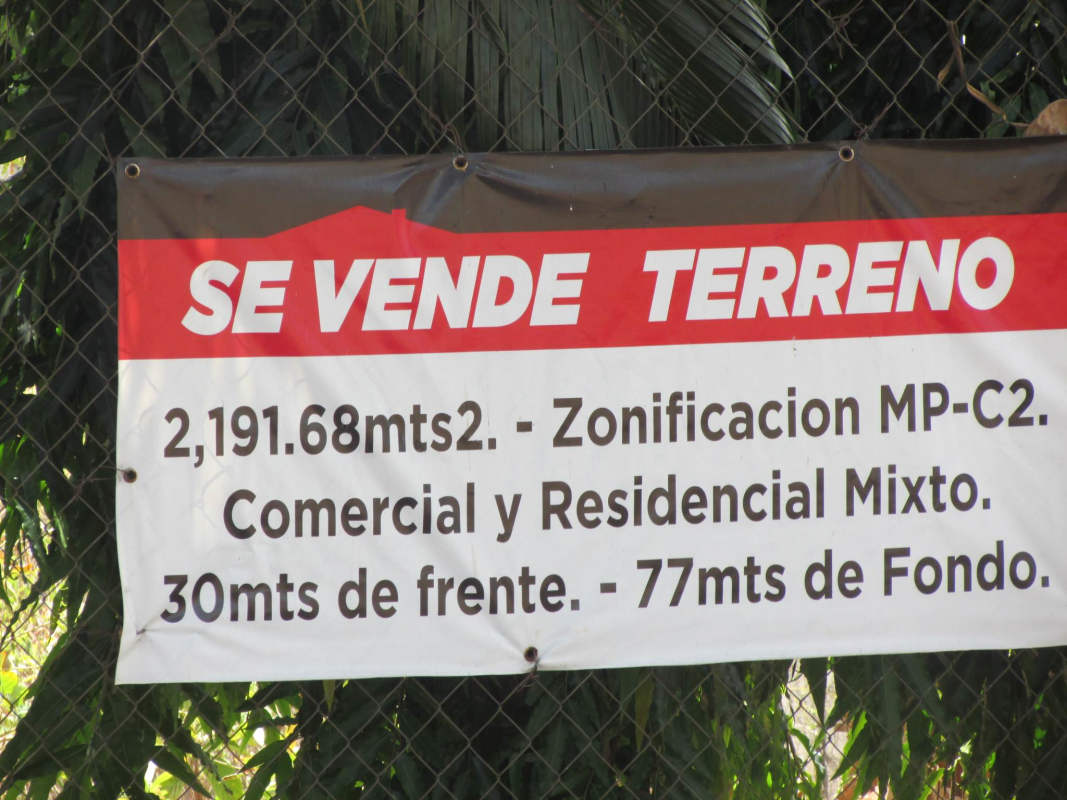 SE VENDE TERRENO
2,191.68mts2. - Zonificacion MP-C2.
Comercial y Residencial Mixto.
30mts de frente. - 77mts de Fondo.